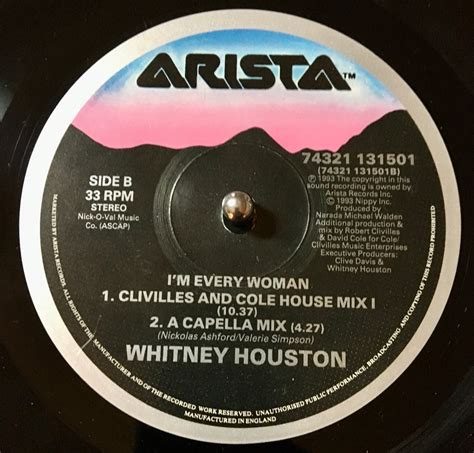 ARISTA™
SIDE B
33 RPM
STEREO
Nick-O-Val Music
Co. (ASCAP)
74321 131501
(74321 131501B)
℗ 1993 The copyright in this
sound recording is owned by
Arista Records Inc.
© 1993 Nippy Inc.
Produced by
Narada Michael Walden
Additional production &
mix by Robert Clivilles
and David Cole for Cole/
Clivilles Music Enterprises
Executive Producers:
Clive Davis &
Whitney Houston
I'M EVERY WOMAN
1. CLIVILLES AND COLE HOUSE MIX I
(10.37)
2. A CAPELLA MIX (4.27)
(Nickolas Ashford/Valerie Simpson)
WHITNEY HOUSTON
MARKETED BY ARISTA RECORDS. ALL RIGHTS OF THE MANUFACTURER AND OF THE RECORDED WORK RESERVED. UNAUTHORISED PUBLIC PERFORMANCE, BROADCASTING AND COPYING OF THIS RECORD PROHIBITED
MANUFACTURED IN ENGLAND